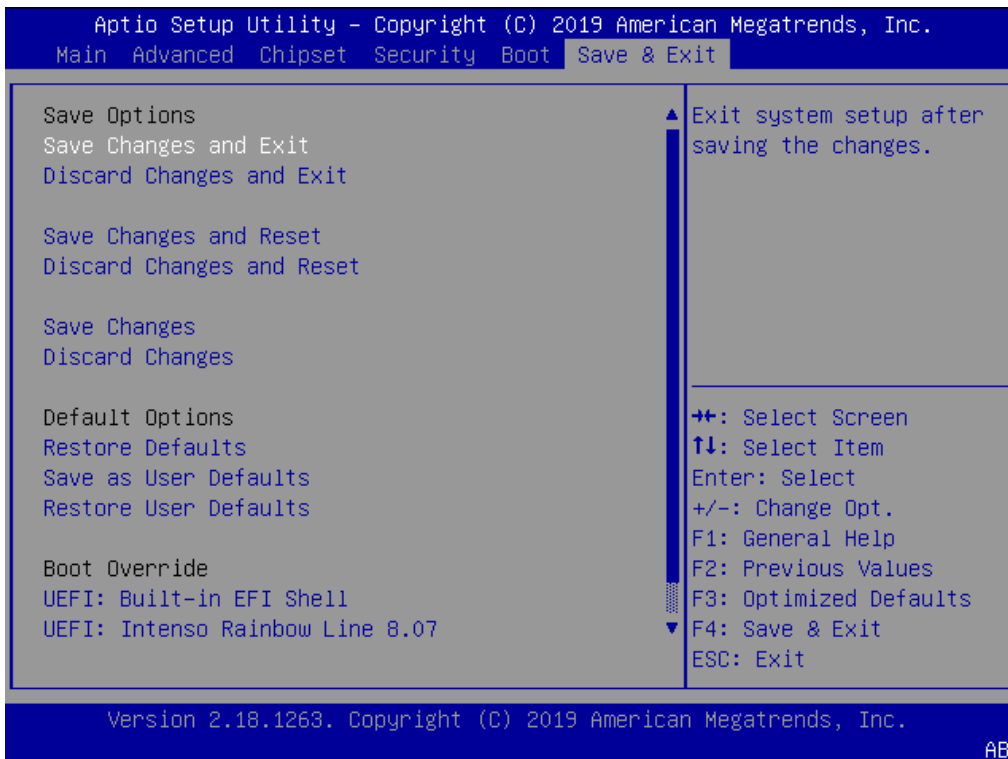 Aptio Setup Utility – Copyright (C) 2019 American Megatrends, Inc.
Main Advanced Chipset Security Boot Save & Exit
Save Options
Save Changes and Exit
Discard Changes and Exit
Save Changes and Reset
Discard Changes and Reset
Save Changes
Discard Changes
Default Options
Restore Defaults
Save as User Defaults
Restore User Defaults
Boot Override
UEFI: Built-in EFI Shell
UEFI: Intenso Rainbow Line 8.07
Exit system setup after
saving the changes.
→←: Select Screen
↑↓: Select Item
Enter: Select
+/-: Change Opt.
F1: General Help
F2: Previous Values
F3: Optimized Defaults
F4: Save & Exit
ESC: Exit
Version 2.18.1263. Copyright (C) 2019 American Megatrends, Inc.
AB